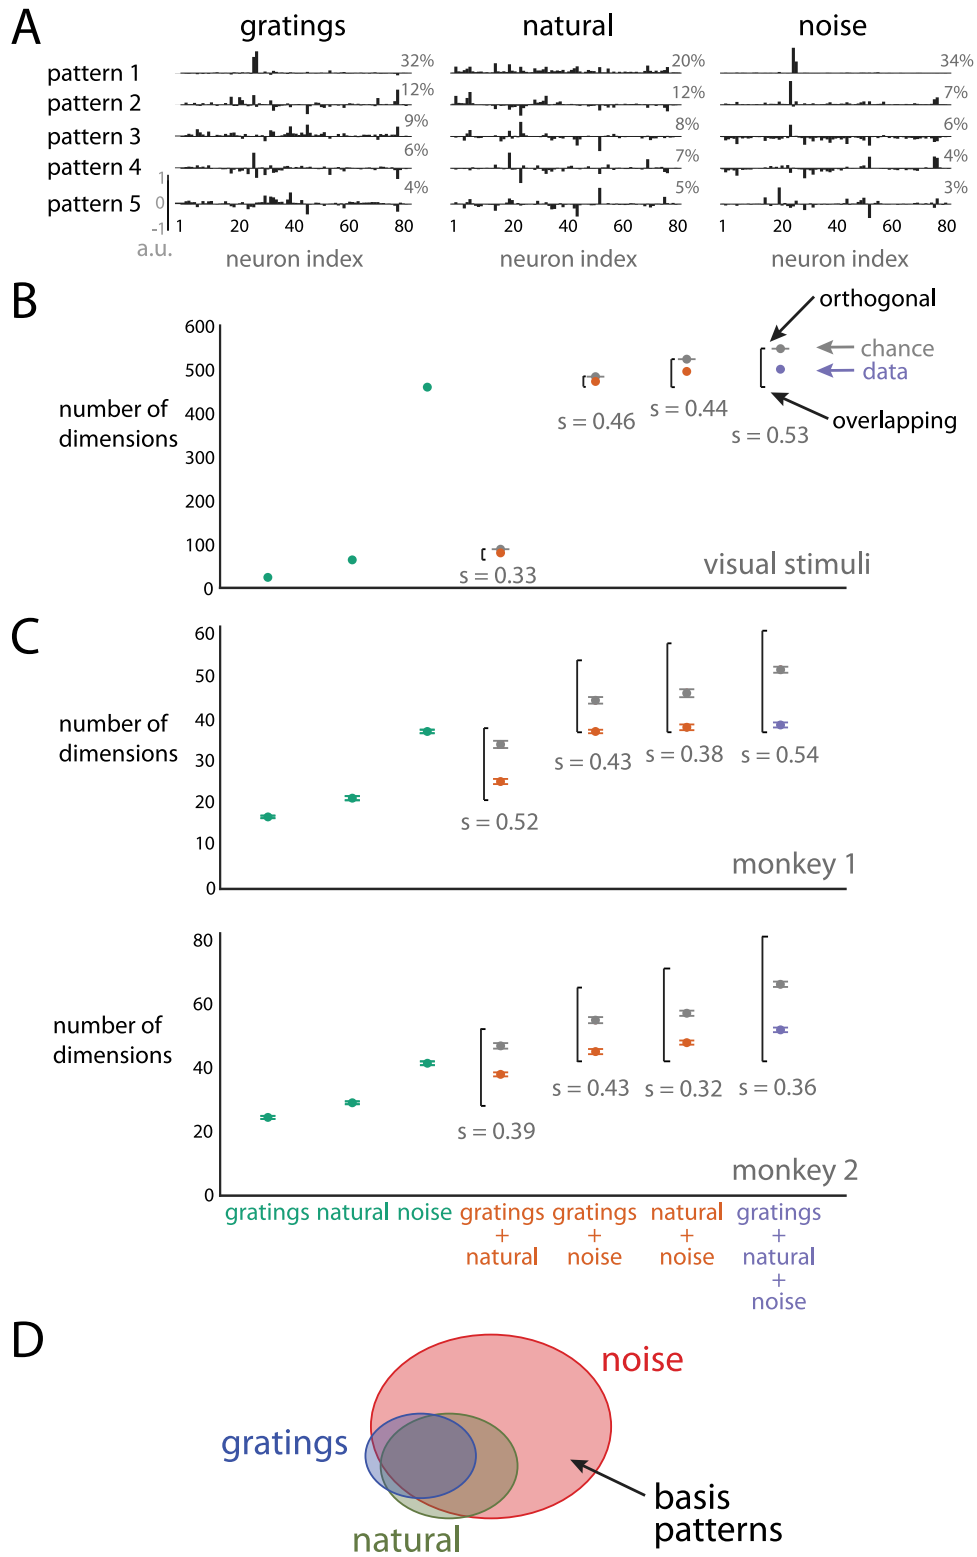 A
gratings natural noise
pattern 1 32% 20% 34%
pattern 2 12% 12% 7%
pattern 3 9% 8% 6%
pattern 4 6% 7% 4%
pattern 5 4% 5% 3%
1
0
-1
a.u.
1 20 40 60 80 1 20 40 60 80 1 20 40 60 80
neuron index neuron index neuron index
B
orthogonal
chance
data
overlapping
number of
dimensions
600
500
400
300
200
100
0
s = 0.33
s = 0.46
s = 0.44
s = 0.53
visual stimuli
C
number of
dimensions
60
50
40
30
20
10
0
s = 0.52
s = 0.43
s = 0.38
s = 0.54
monkey 1
number of
dimensions
80
60
40
20
0
s = 0.39
s = 0.43
s = 0.32
s = 0.36
monkey 2
gratings natural noise gratings gratings natural gratings
+ + + +
natural noise noise natural
+
noise
D
noise
gratings
natural
basis
patterns